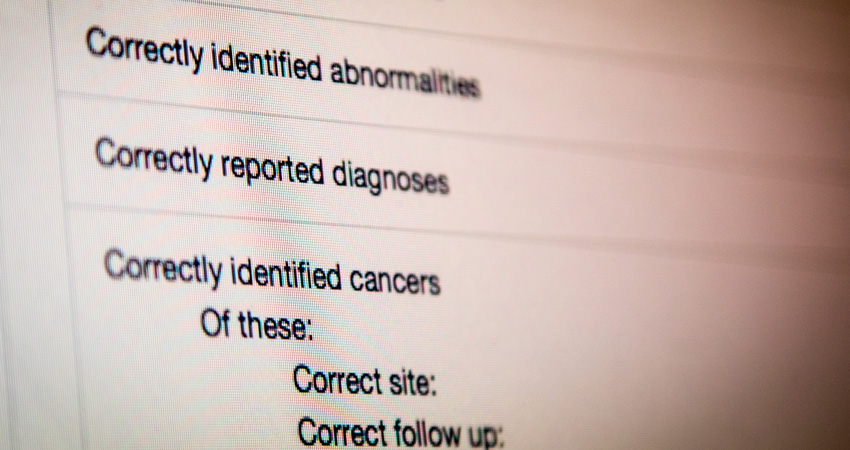 Correctly identified abnormalities
Correctly reported diagnoses
Correctly identified cancers
Of these:
Correct site:
Correct follow up: